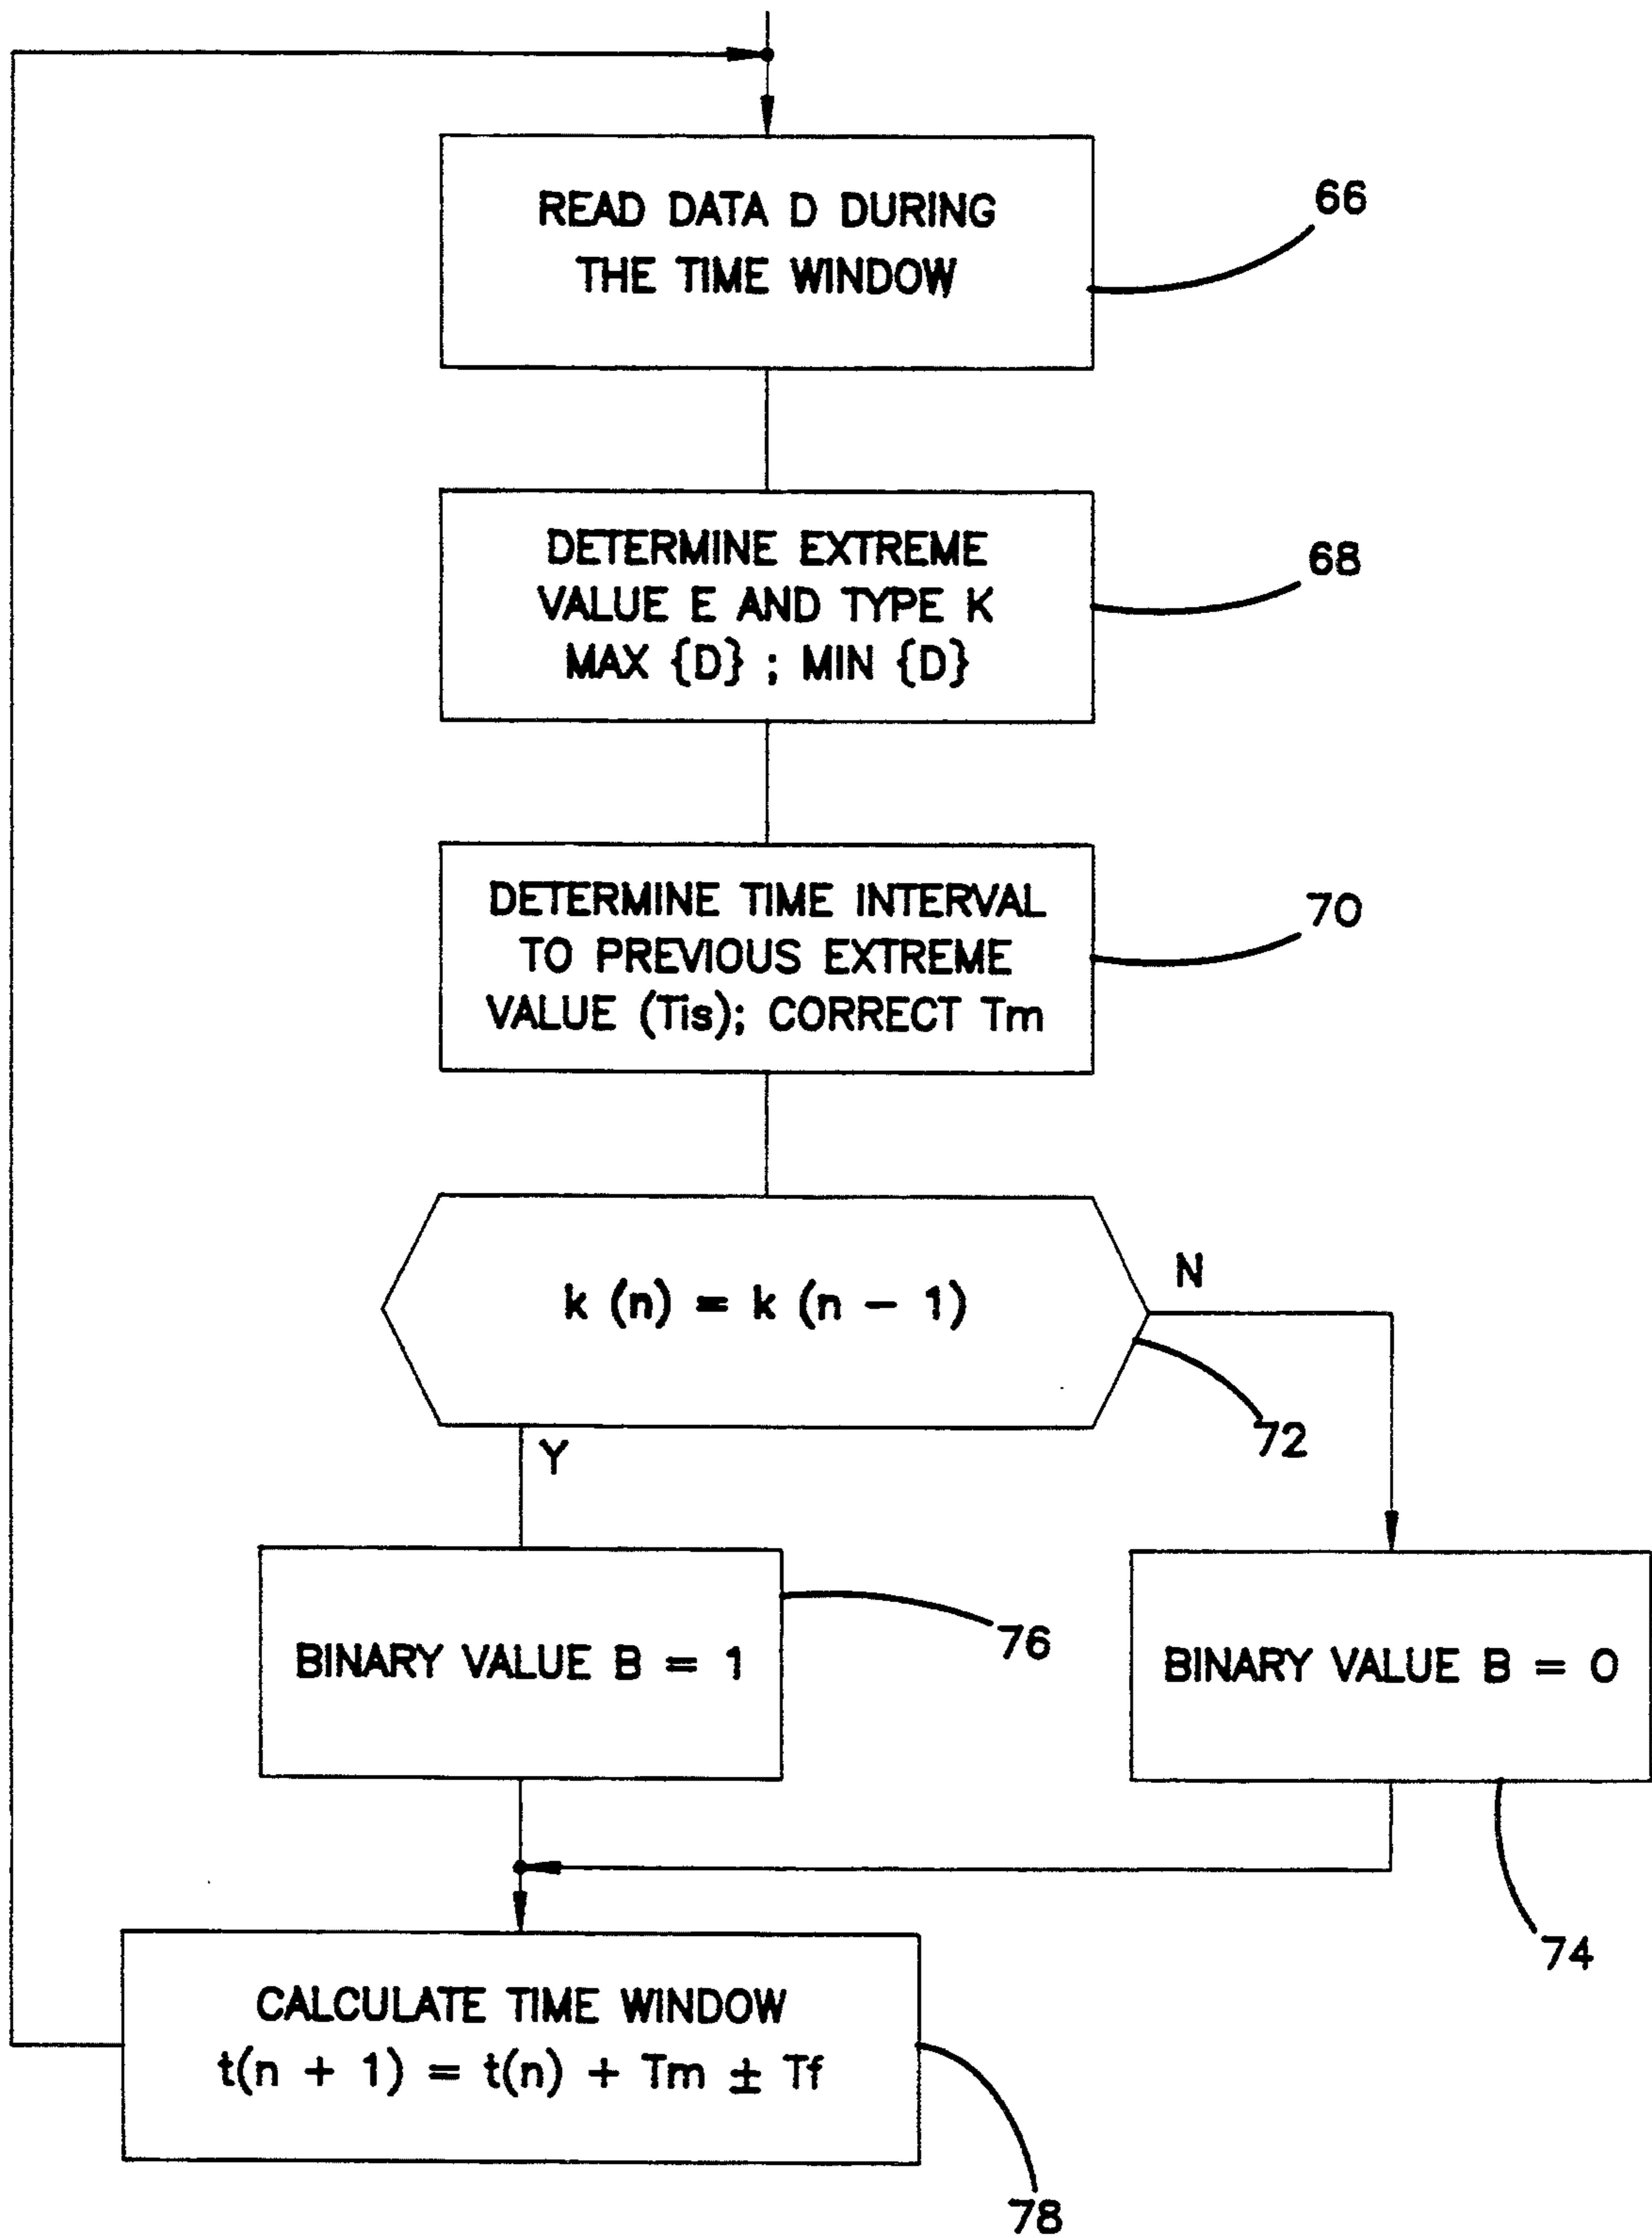 READ DATA D DURING
THE TIME WINDOW
66
DETERMINE EXTREME
VALUE E AND TYPE K
MAX {D} ; MIN {D}
68
DETERMINE TIME INTERVAL
TO PREVIOUS EXTREME
VALUE (Tis); CORRECT Tm
70
k (n) = k (n - 1)
N
72
Y
BINARY VALUE B = 1
76
BINARY VALUE B = 0
74
CALCULATE TIME WINDOW
t(n + 1) = t(n) + Tm ± Tf
78